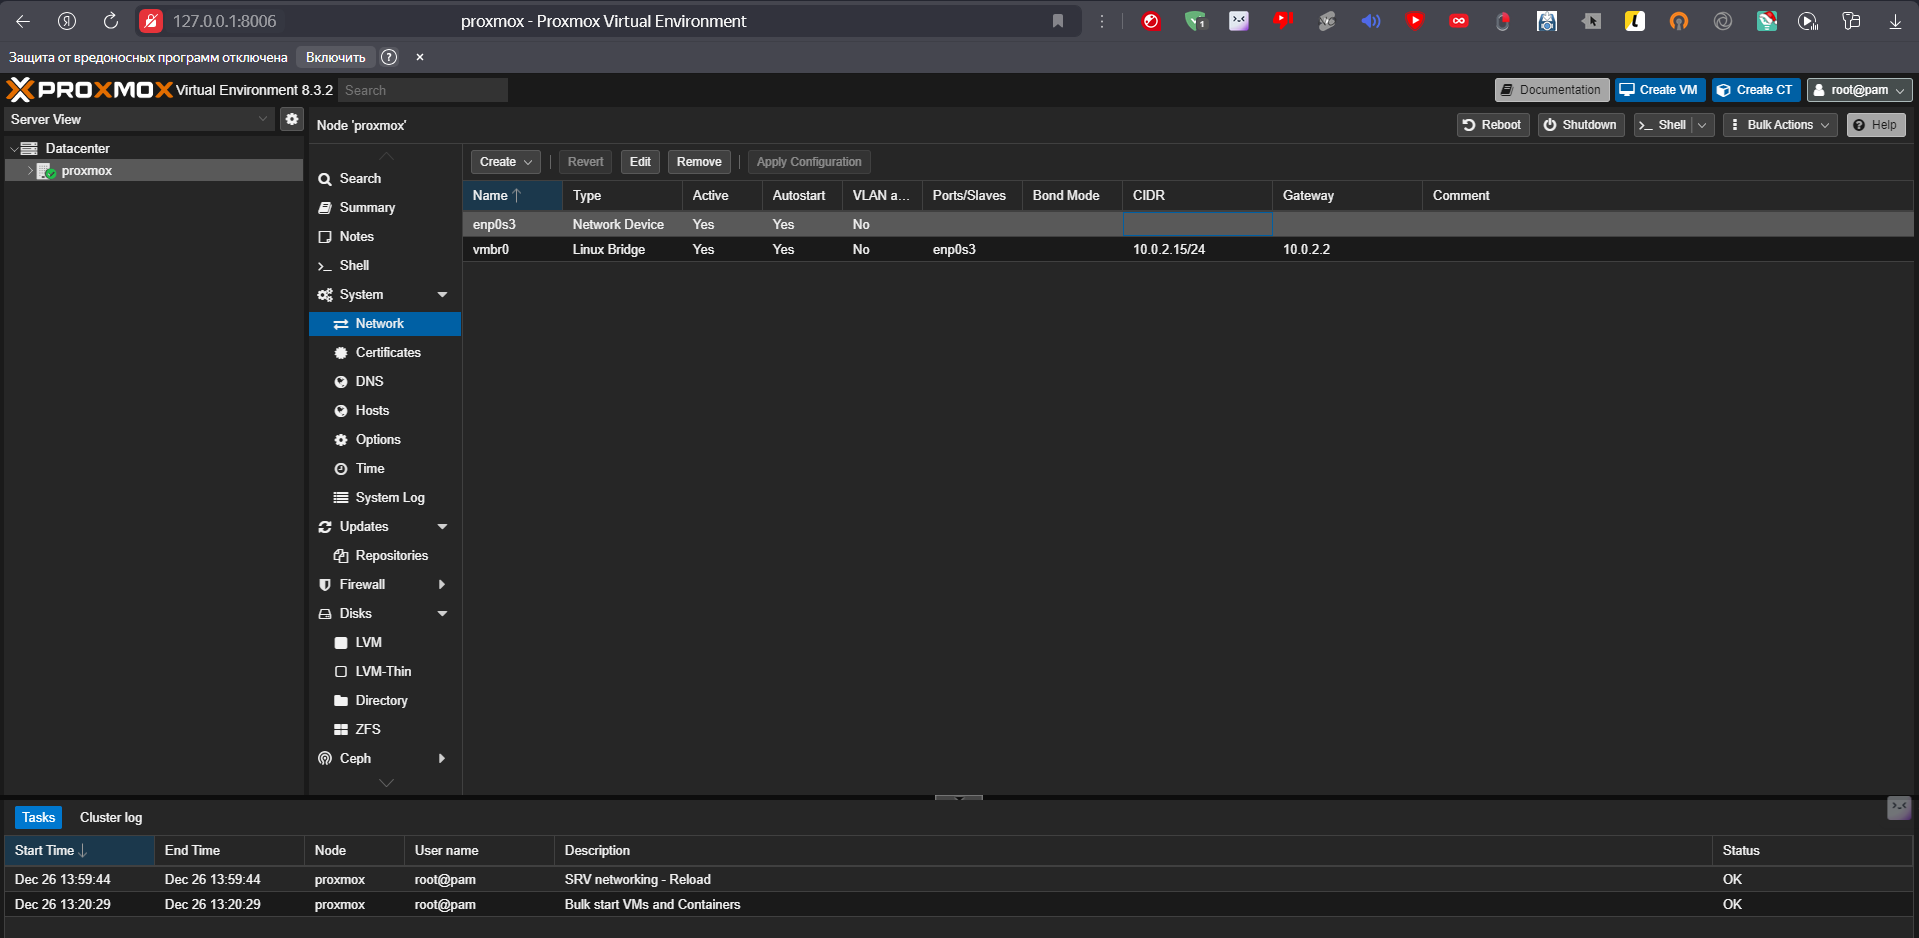 127.0.0.1:8006
proxmox - Proxmox Virtual Environment
Защита от вредоносных программ отключена
Включить
PROXMOX Virtual Environment 8.3.2
Search
Documentation
Create VM
Create CT
root@pam
Server View
Node 'proxmox'
Reboot
Shutdown
Shell
Bulk Actions
Help
Datacenter
proxmox
Search
Summary
Notes
Shell
System
Network
Certificates
DNS
Hosts
Options
Time
System Log
Updates
Repositories
Firewall
Disks
LVM
LVM-Thin
Directory
ZFS
Ceph
Create
Revert
Edit
Remove
Apply Configuration
Name Type Active Autostart VLAN a... Ports/Slaves Bond Mode CIDR Gateway Comment
enp0s3 Network Device Yes Yes No
vmbr0 Linux Bridge Yes Yes No enp0s3 10.0.2.15/24 10.0.2.2
Tasks
Cluster log
Start Time End Time Node User name Description Status
Dec 26 13:59:44 Dec 26 13:59:44 proxmox root@pam SRV networking - Reload OK
Dec 26 13:20:29 Dec 26 13:20:29 proxmox root@pam Bulk start VMs and Containers OK